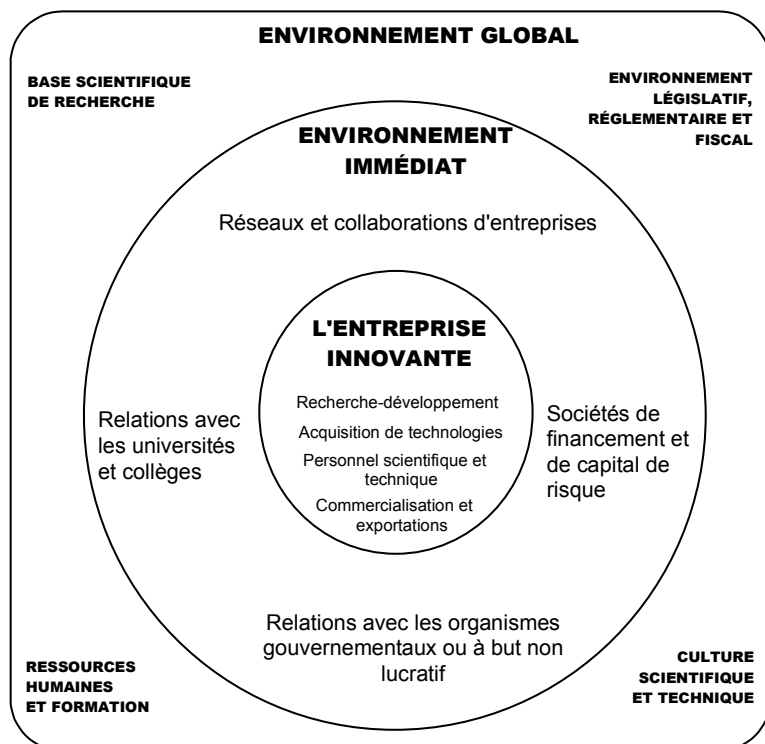 ENVIRONNEMENT GLOBAL
BASE SCIENTIFIQUE
DE RECHERCHE
ENVIRONNEMENT
LÉGISLATIF,
RÉGLEMENTAIRE ET
FISCAL
ENVIRONNEMENT
IMMÉDIAT
Réseaux et collaborations d'entreprises
L'ENTREPRISE
INNOVANTE
Recherche-développement
Acquisition de technologies
Personnel scientifique et
technique
Commercialisation et
exportations
Relations avec
les universités
et collèges
Sociétés de
financement et
de capital de
risque
Relations avec les organismes
gouvernementaux ou à but non
lucratif
RESSOURCES
HUMAINES
ET FORMATION
CULTURE
SCIENTIFIQUE
ET TECHNIQUE